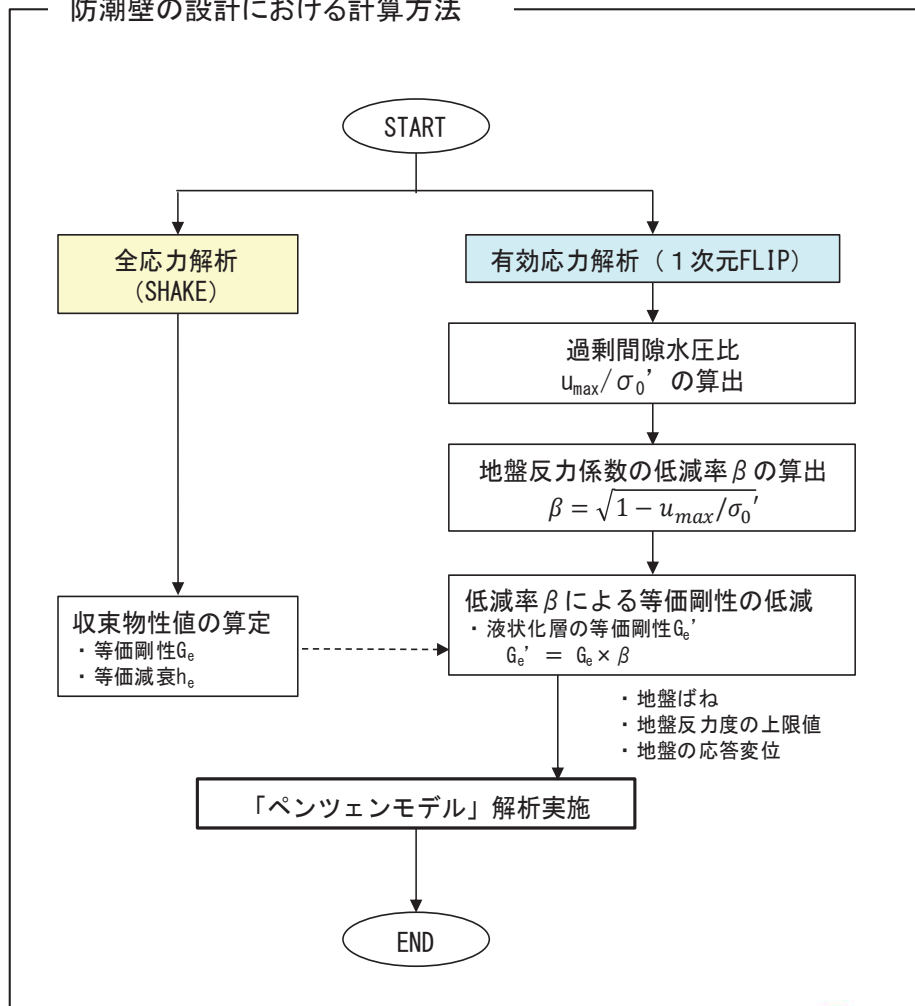 防潮壁の設計における計算方法
START
全応力解析
(SHAKE)
有効応力解析（１次元FLIP）
過剰間隙水圧比
u_max/σ₀’ の算出
地盤反力係数の低減率βの算出
β = √(1 − u_max/σ₀′)
収束物性値の算定
・等価剛性Gₑ
・等価減衰hₑ
低減率βによる等価剛性の低減
・液状化層の等価剛性Gₑ’
Gₑ’ = Gₑ×β
・地盤ばね
・地盤反力度の上限値
・地盤の応答変位
「ペンツェンモデル」解析実施
END